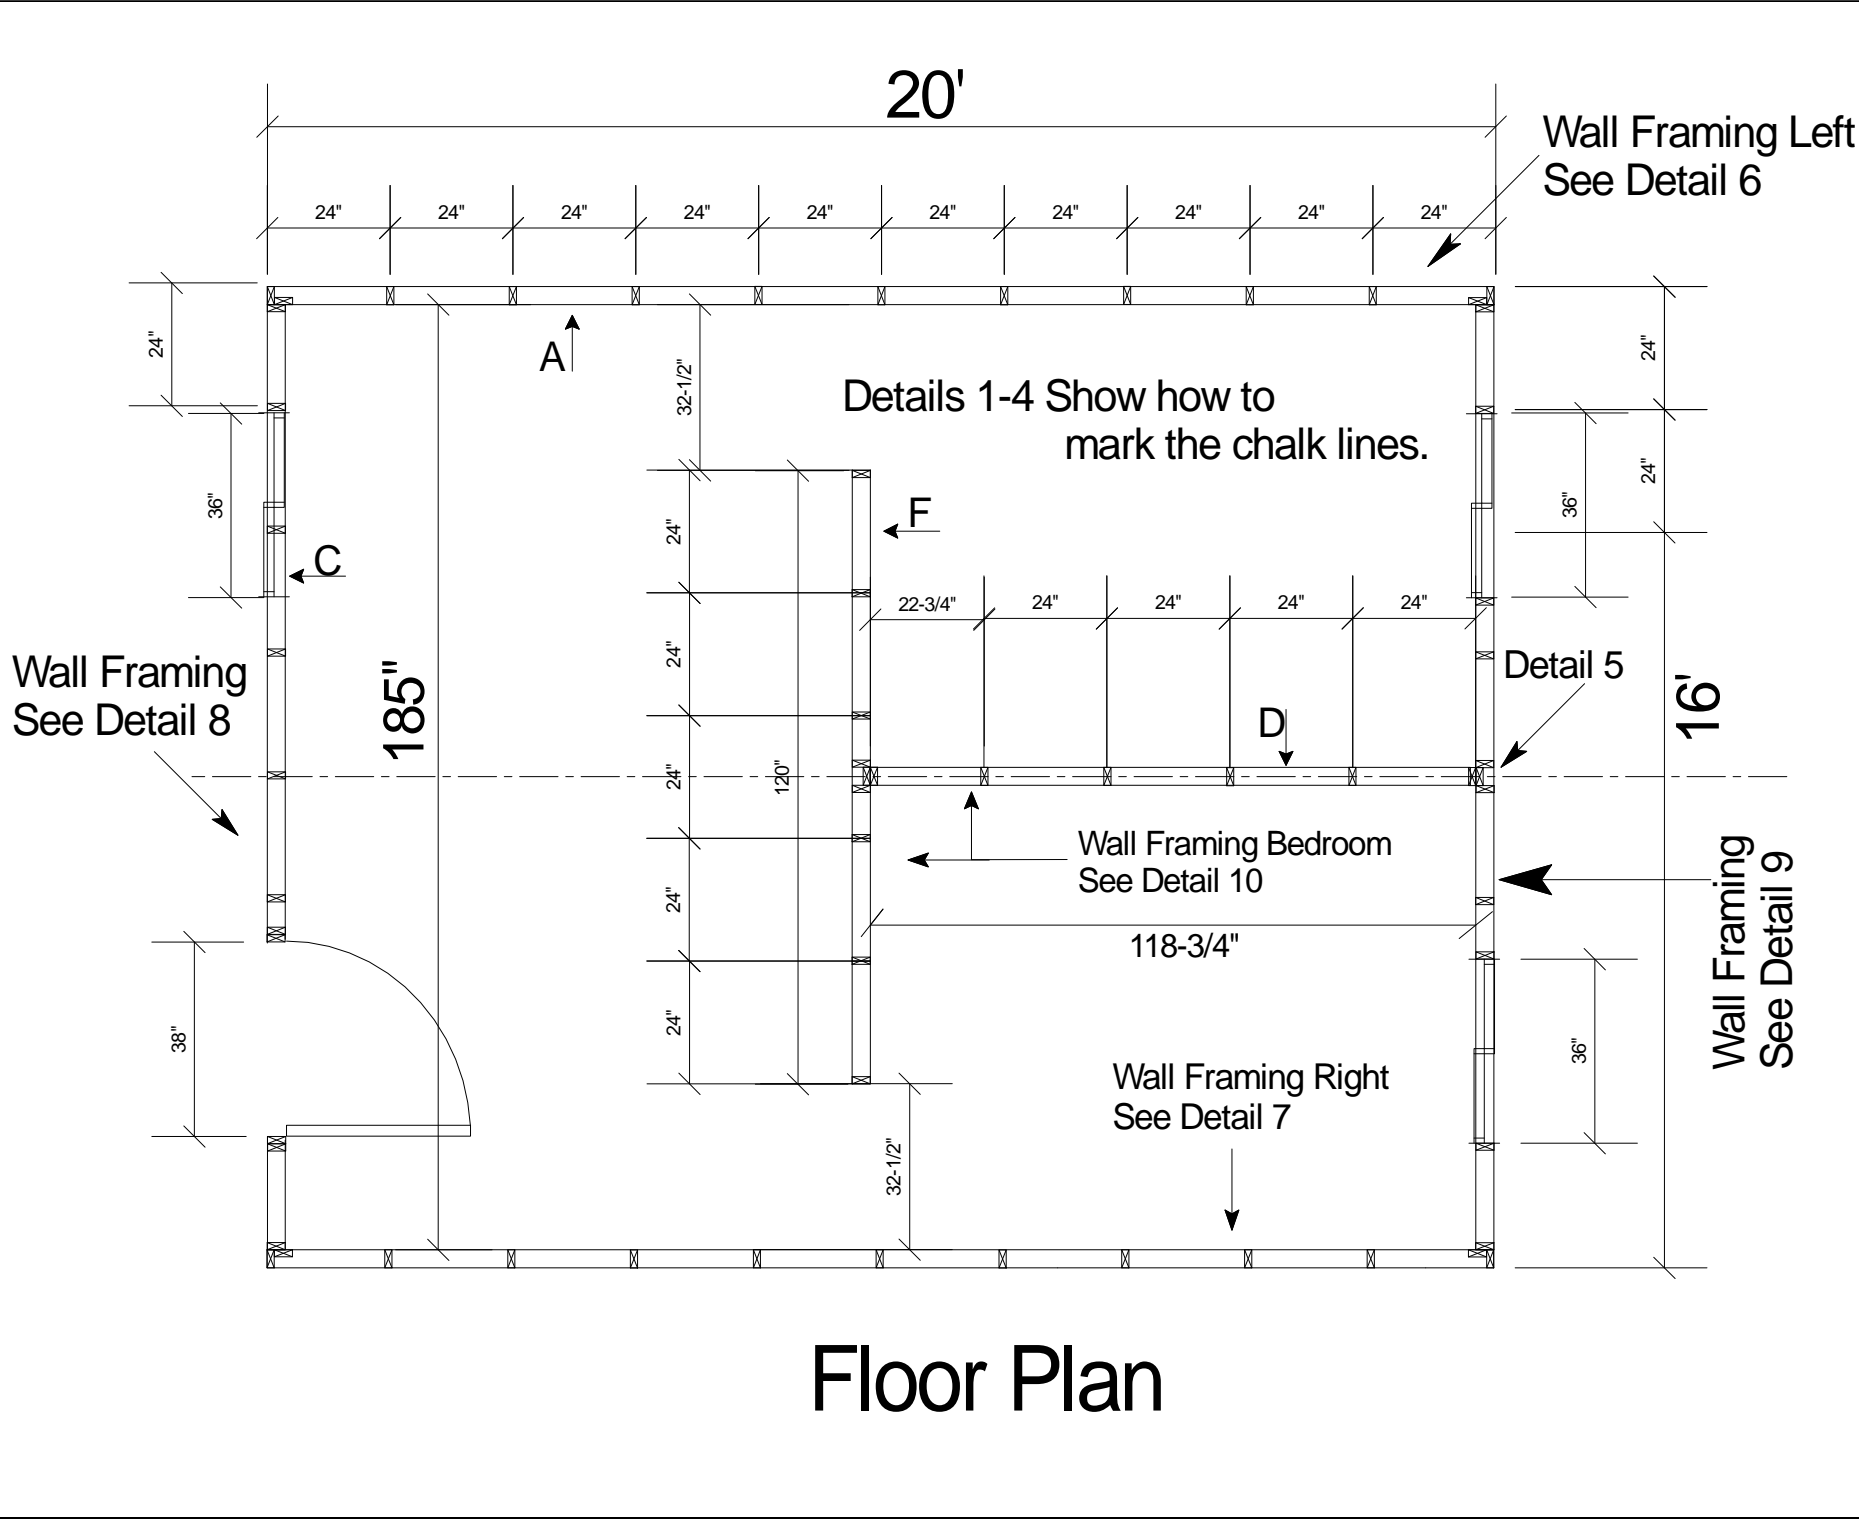 20'
Wall Framing Left
See Detail 6
24" 24" 24" 24" 24" 24" 24" 24" 24" 24"
24"
36"
A
32-1/2"
Details 1-4 Show how to
mark the chalk lines.
24"
24"
36"
C
F
24"
22-3/4" 24" 24" 24" 24"
Wall Framing
See Detail 8
185"
24"
D
Detail 5
16'
24"
120"
Wall Framing Bedroom
See Detail 10
24"
118-3/4"
Wall Framing
See Detail 9
38"
24"
36"
Wall Framing Right
See Detail 7
32-1/2"
Floor Plan